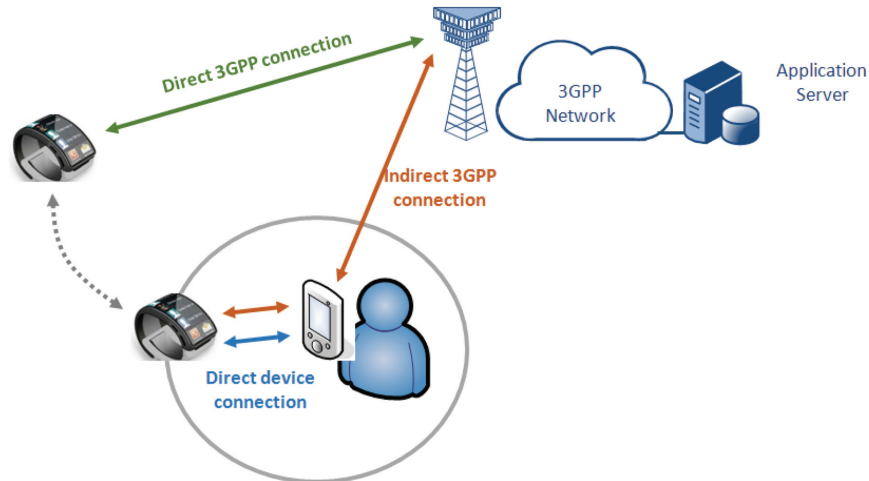 Direct 3GPP connection
3GPP
Network
Application
Server
Indirect 3GPP
connection
Direct device
connection